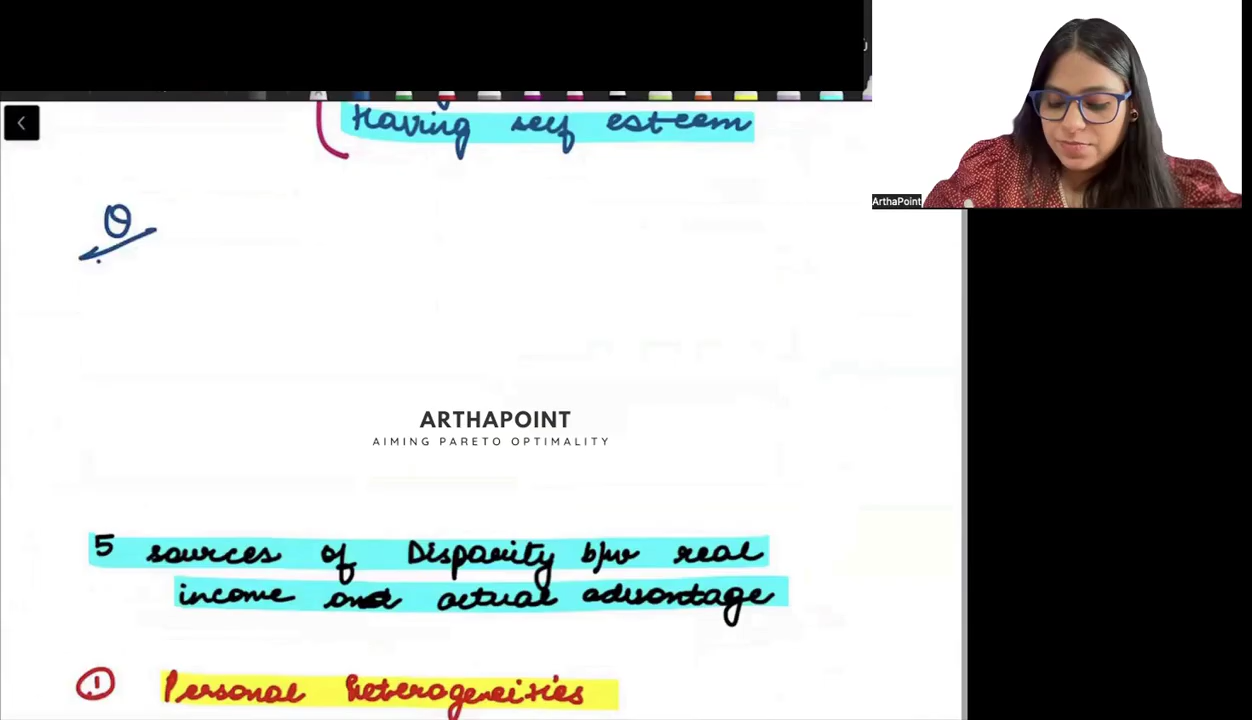 Having self esteem
ArthaPoint
Q
ARTHAPOINT
AIMING PARETO OPTIMALITY
5 sources of Disparity b/w real
income and actual advantage
1 Personal heterogeneities